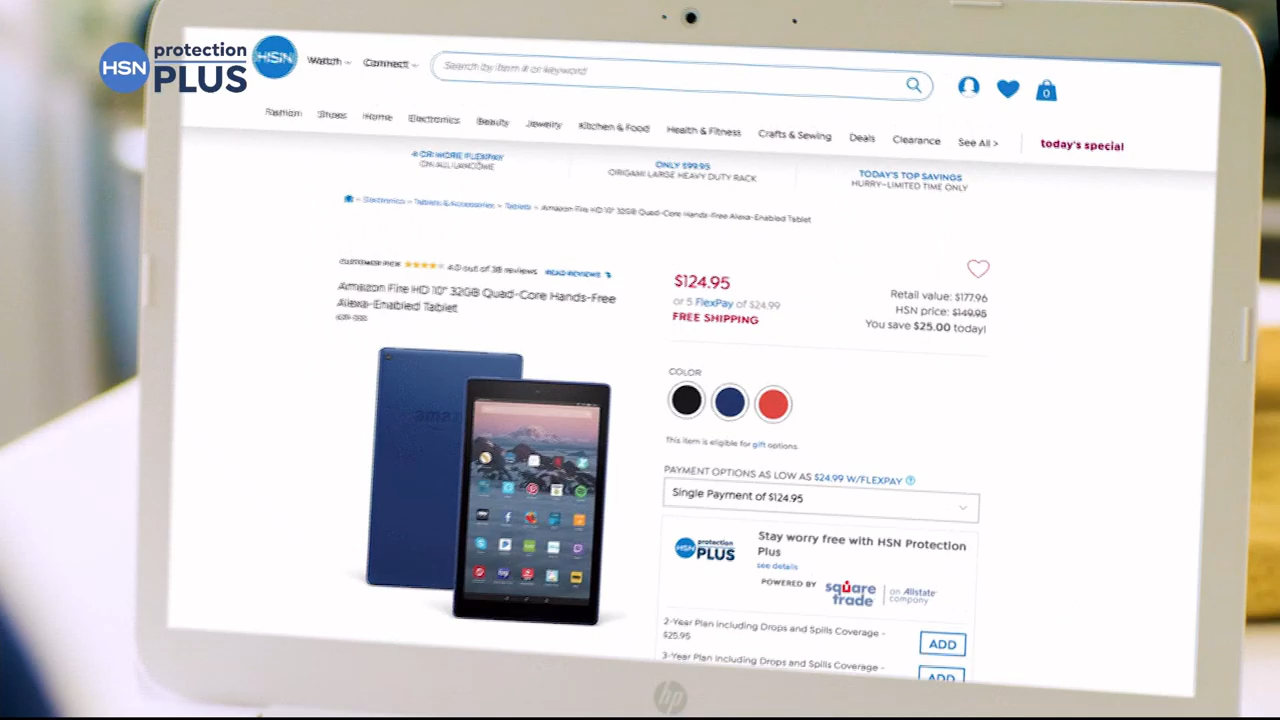 HSN protection PLUS
HSN
Watch
Connect
Search by item # or keyword
0
Fashion Shoes Home Electronics Beauty Jewelry Kitchen & Food Health & Fitness Crafts & Sewing Deals Clearance See All > today's special
4 OR MORE FLEXPAY
ON ALL LANCOME
ONLY $99.95
ORIGAMI LARGE HEAVY DUTY RACK
TODAY'S TOP SAVINGS
HURRY–LIMITED TIME ONLY
Electronics > Tablets & Accessories > Tablets > Amazon Fire HD 10" 32GB Quad-Core Hands-Free Alexa-Enabled Tablet
CUSTOMER PICK 4.0 out of 38 reviews READ REVIEWS
Amazon Fire HD 10" 32GB Quad-Core Hands-Free
Alexa-Enabled Tablet
$124.95
or 5 FlexPay of $24.99
FREE SHIPPING
Retail value: $177.96
HSN price: $149.95
You save $25.00 today!
COLOR
This item is eligible for gift options.
PAYMENT OPTIONS AS LOW AS $24.99 W/FLEXPAY
Single Payment of $124.95
HSN protection PLUS
Stay worry free with HSN Protection
Plus
see details
POWERED BY square trade an Allstate company
2-Year Plan including Drops and Spills Coverage -
$25.95
ADD
3-Year Plan including Drops and Spills Coverage -
ADD
amaz
hp